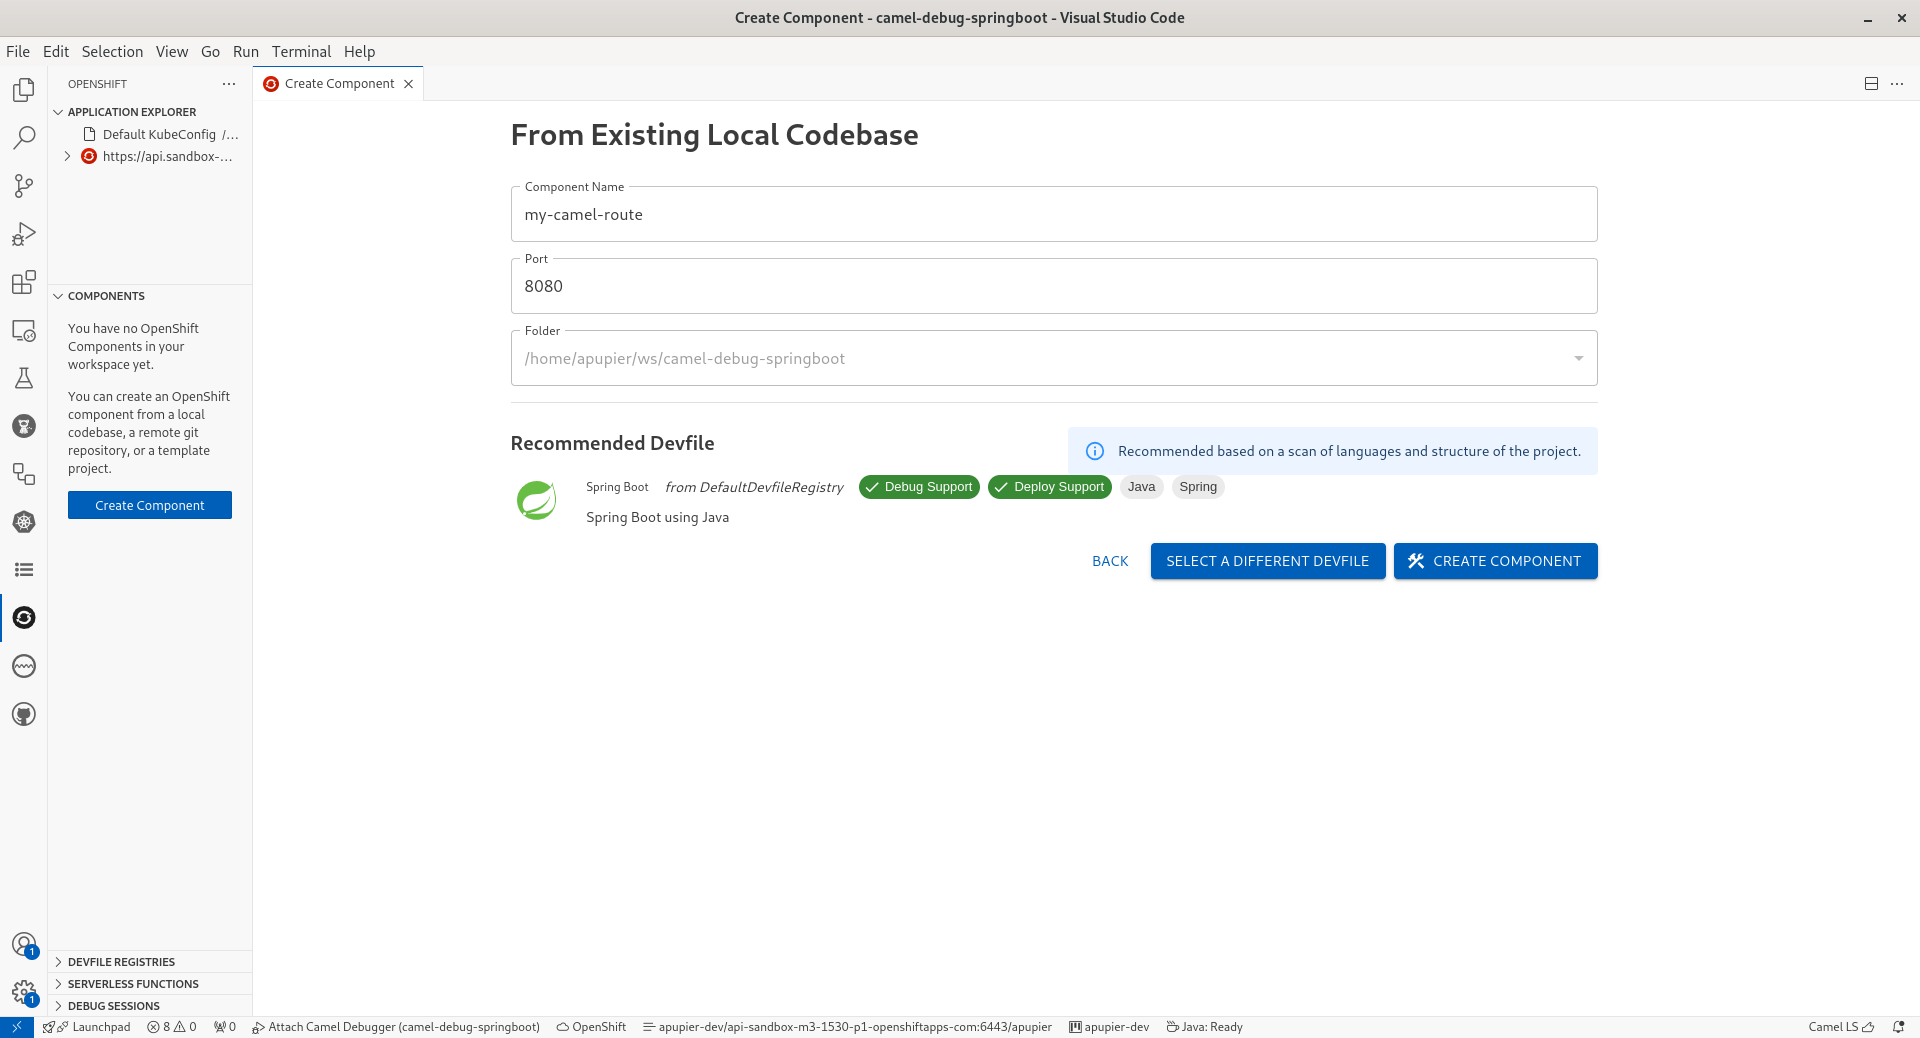 Create Component - camel-debug-springboot - Visual Studio Code
File Edit Selection View Go Run Terminal Help
OPENSHIFT
APPLICATION EXPLORER
Default KubeConfig /...
https://api.sandbox-...
COMPONENTS
You have no OpenShift
Components in your
workspace yet.
You can create an OpenShift
component from a local
codebase, a remote git
repository, or a template
project.
Create Component
DEVFILE REGISTRIES
SERVERLESS FUNCTIONS
DEBUG SESSIONS
1
1
Create Component
From Existing Local Codebase
Component Name
my-camel-route
Port
8080
Folder
/home/apupier/ws/camel-debug-springboot
Recommended Devfile
Recommended based on a scan of languages and structure of the project.
Spring Boot from DefaultDevfileRegistry Debug Support Deploy Support Java Spring
Spring Boot using Java
BACK SELECT A DIFFERENT DEVFILE CREATE COMPONENT
Launchpad 8 0 0 Attach Camel Debugger (camel-debug-springboot) OpenShift apupier-dev/api-sandbox-m3-1530-p1-openshiftapps-com:6443/apupier apupier-dev Java: Ready Camel LS